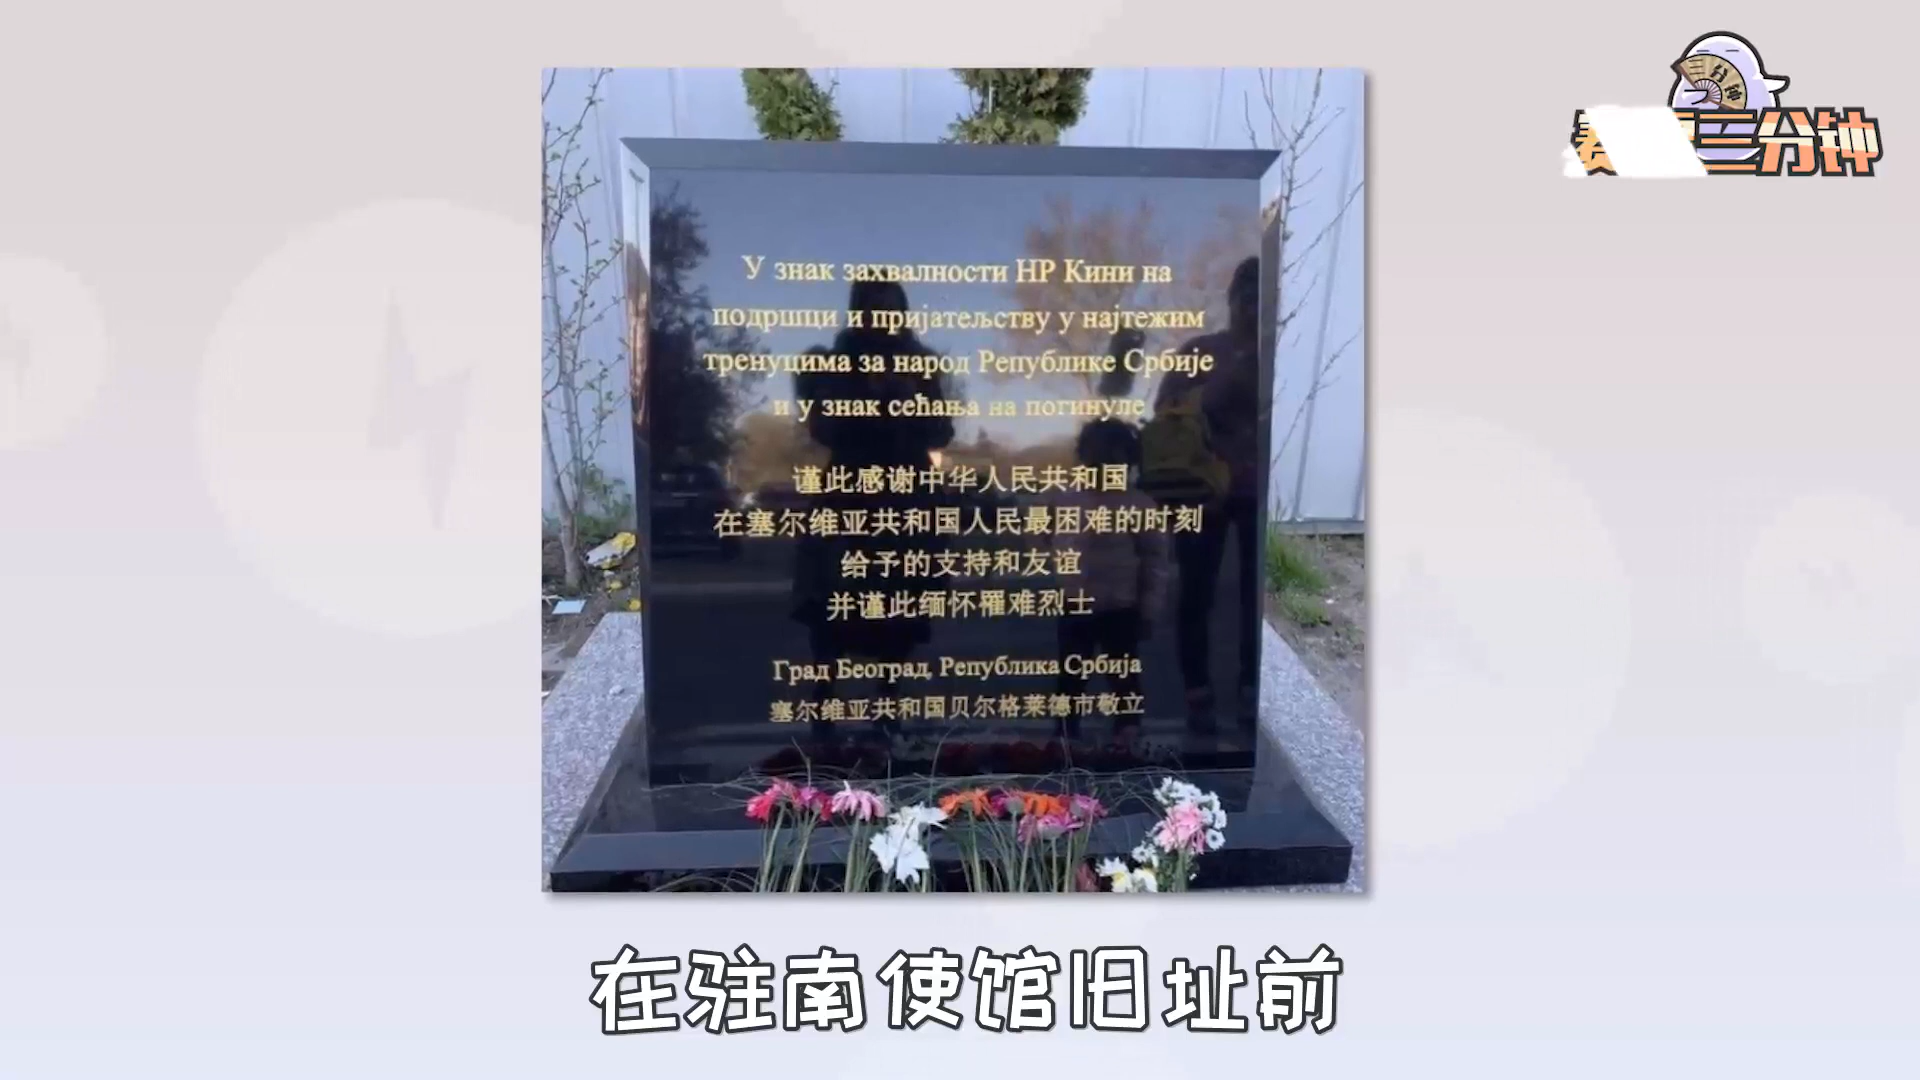 三分钟
三分钟
У знак захвалности НР Кини на
подршци и пријатељству у најтежим
тренуцима за народ Републике Србије
и у знак сећања на погинуле
谨此感谢中华人民共和国
在塞尔维亚共和国人民最困难的时刻
给予的支持和友谊
并谨此缅怀罹难烈士
Град Београд, Република Србија
塞尔维亚共和国贝尔格莱德市敬立
在驻南使馆旧址前